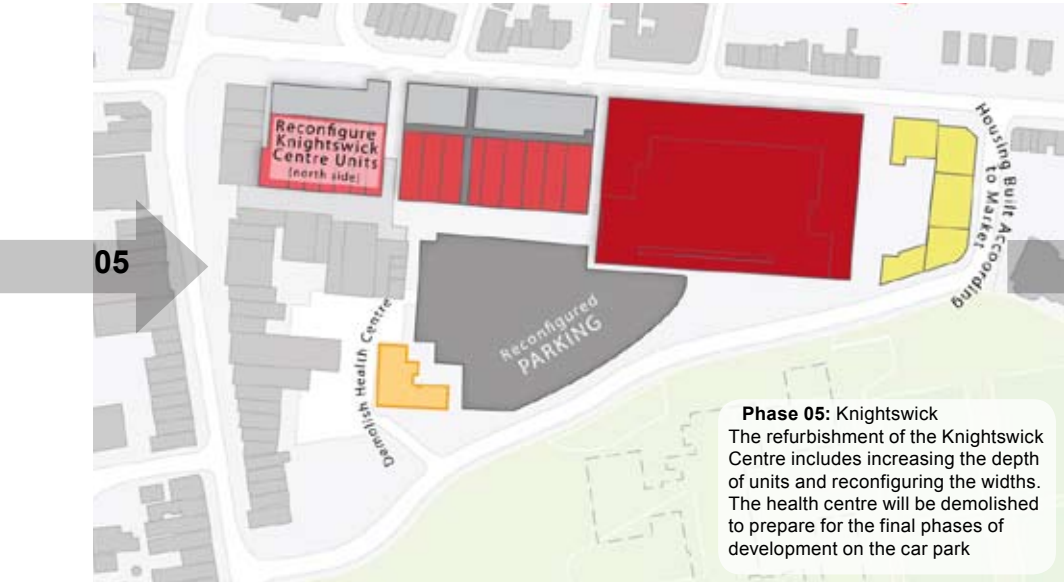 Reconfigure
Knightswick
Centre Units
(north side)
Housing Built According
to Market
05
Reconfigured
PARKING
Demolish Health Centre
Phase 05: Knightswick
The refurbishment of the Knightswick
Centre includes increasing the depth
of units and reconfiguring the widths.
The health centre will be demolished
to prepare for the final phases of
development on the car park